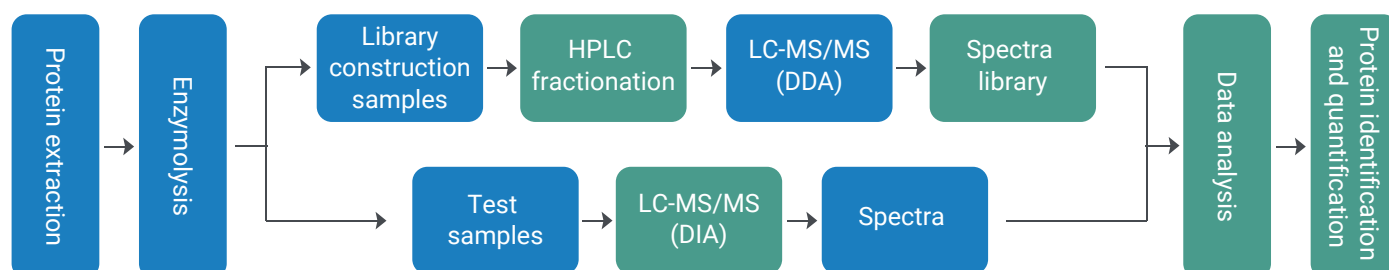 Protein extraction
Enzymolysis
Library
construction
samples
HPLC
fractionation
LC-MS/MS
(DDA)
Spectra
library
Test
samples
LC-MS/MS
(DIA)
Spectra
Data analysis
Protein identification
and quantification